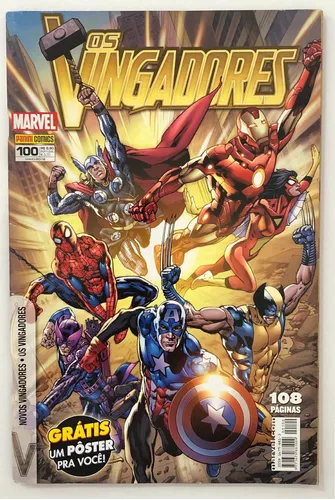 OS
VINGADORES
MARVEL
PANINI COMICS
100
NOVOS VINGADORES • OS VINGADORES
108
PÁGINAS
GRÁTIS
UM PÔSTER
PRA VOCÊ!